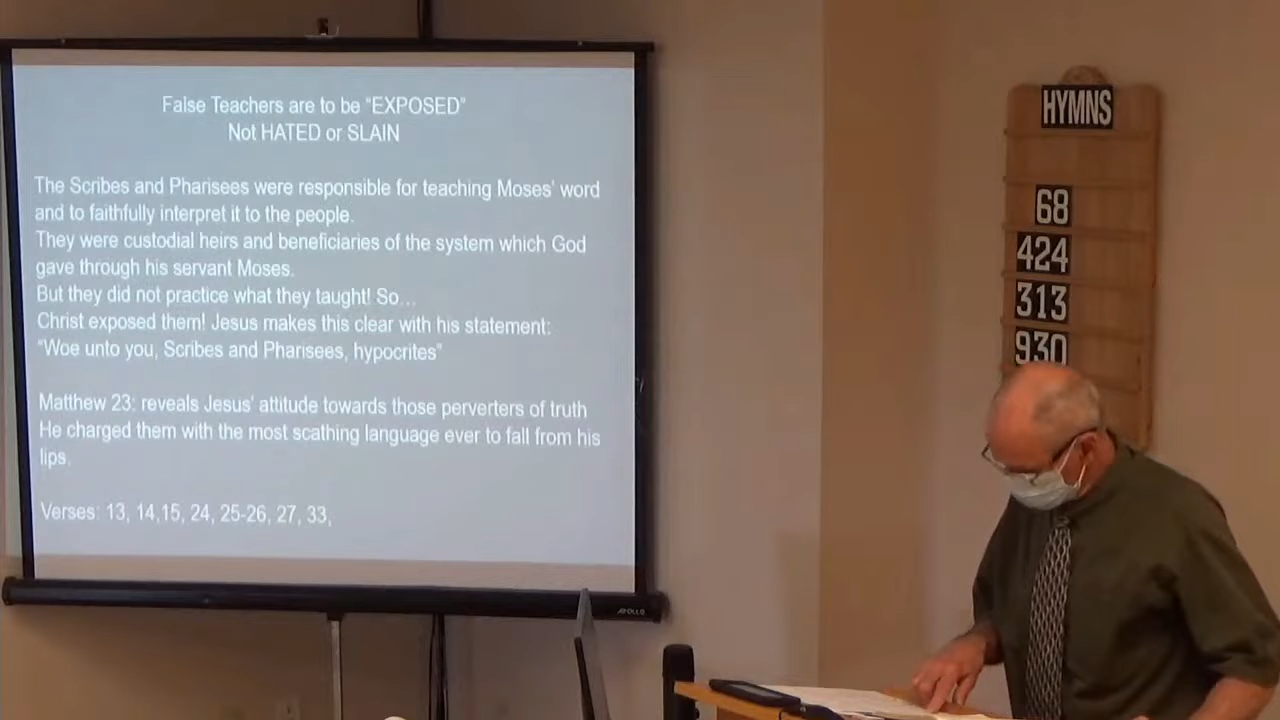 False Teachers are to be "EXPOSED"
Not HATED or SLAIN
The Scribes and Pharisees were responsible for teaching Moses' word
and to faithfully interpret it to the people.
They were custodial heirs and beneficiaries of the system which God
gave through his servant Moses.
But they did not practice what they taught! So…
Christ exposed them! Jesus makes this clear with his statement:
"Woe unto you, Scribes and Pharisees, hypocrites"
Matthew 23: reveals Jesus' attitude towards those perverters of truth
He charged them with the most scathing language ever to fall from his
lips.
Verses: 13, 14,15, 24, 25-26, 27, 33,
APOLLO
HYMNS
68
424
313
930